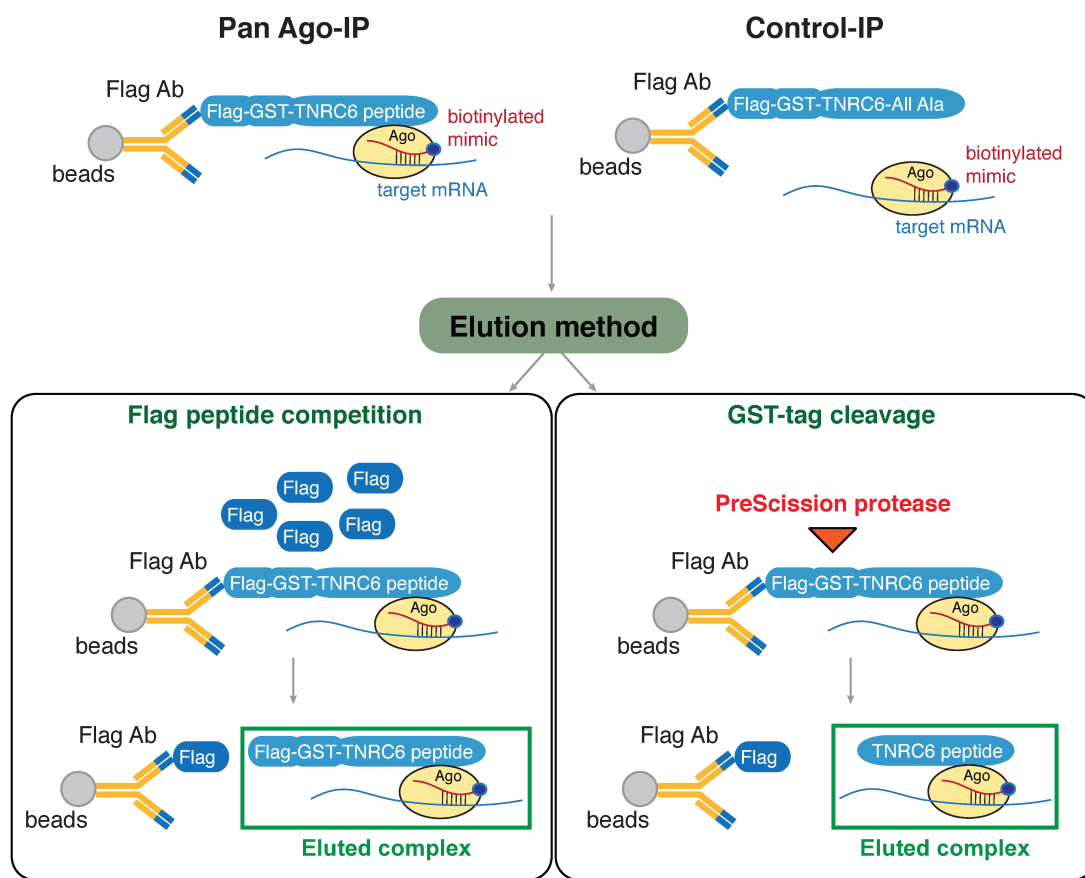 Pan Ago-IP
Flag Ab
Flag-GST-TNRC6 peptide
biotinylated
mimic
Ago
beads
target mRNA
Control-IP
Flag Ab
Flag-GST-TNRC6-All Ala
beads
biotinylated
mimic
Ago
target mRNA
Elution method
Flag peptide competition
Flag
Flag
Flag
Flag
Flag
Flag Ab
Flag-GST-TNRC6 peptide
Ago
beads
Flag Ab
Flag
Flag-GST-TNRC6 peptide
Ago
beads
Eluted complex
GST-tag cleavage
PreScission protease
Flag Ab
Flag-GST-TNRC6 peptide
Ago
beads
Flag Ab
Flag
TNRC6 peptide
Ago
beads
Eluted complex